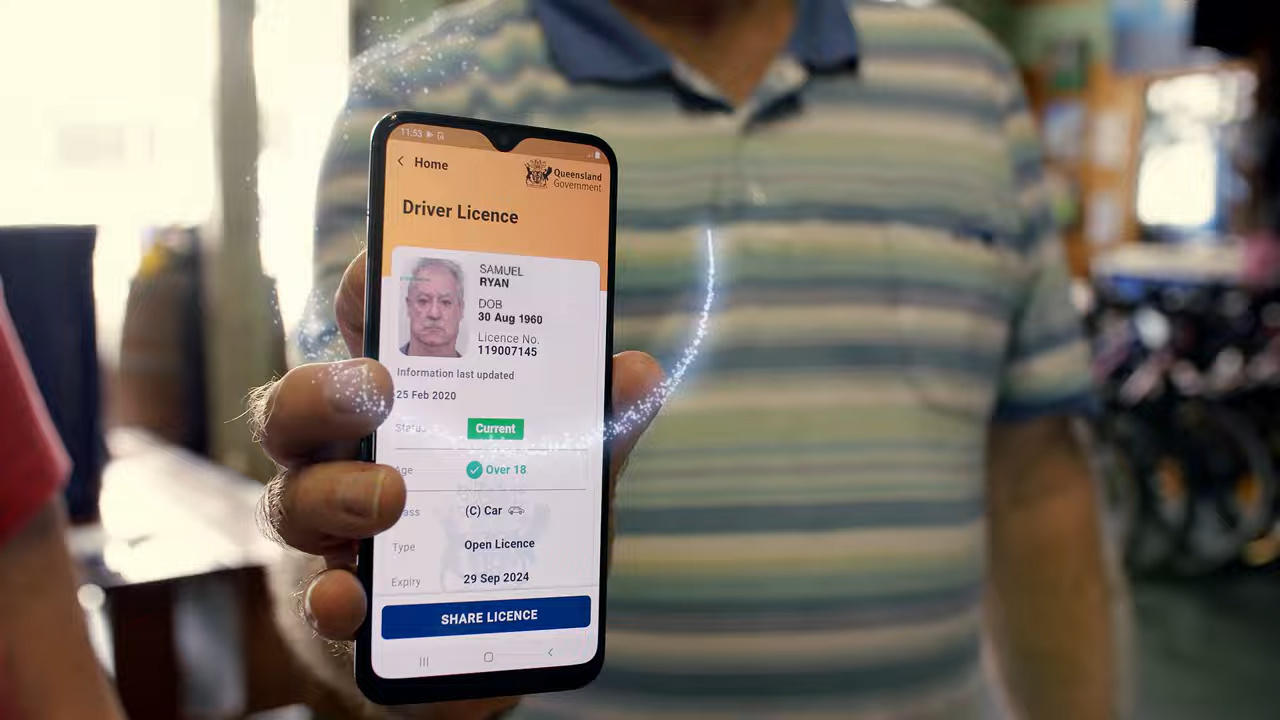 11:53
Home
Queensland
Government
Driver Licence
SAMUEL
RYAN
DOB
30 Aug 1960
Licence No.
119007145
Information last updated
25 Feb 2020
Status
Current
Age
Over 18
(C) Car
Type
Open Licence
Expiry
29 Sep 2024
SHARE LICENCE